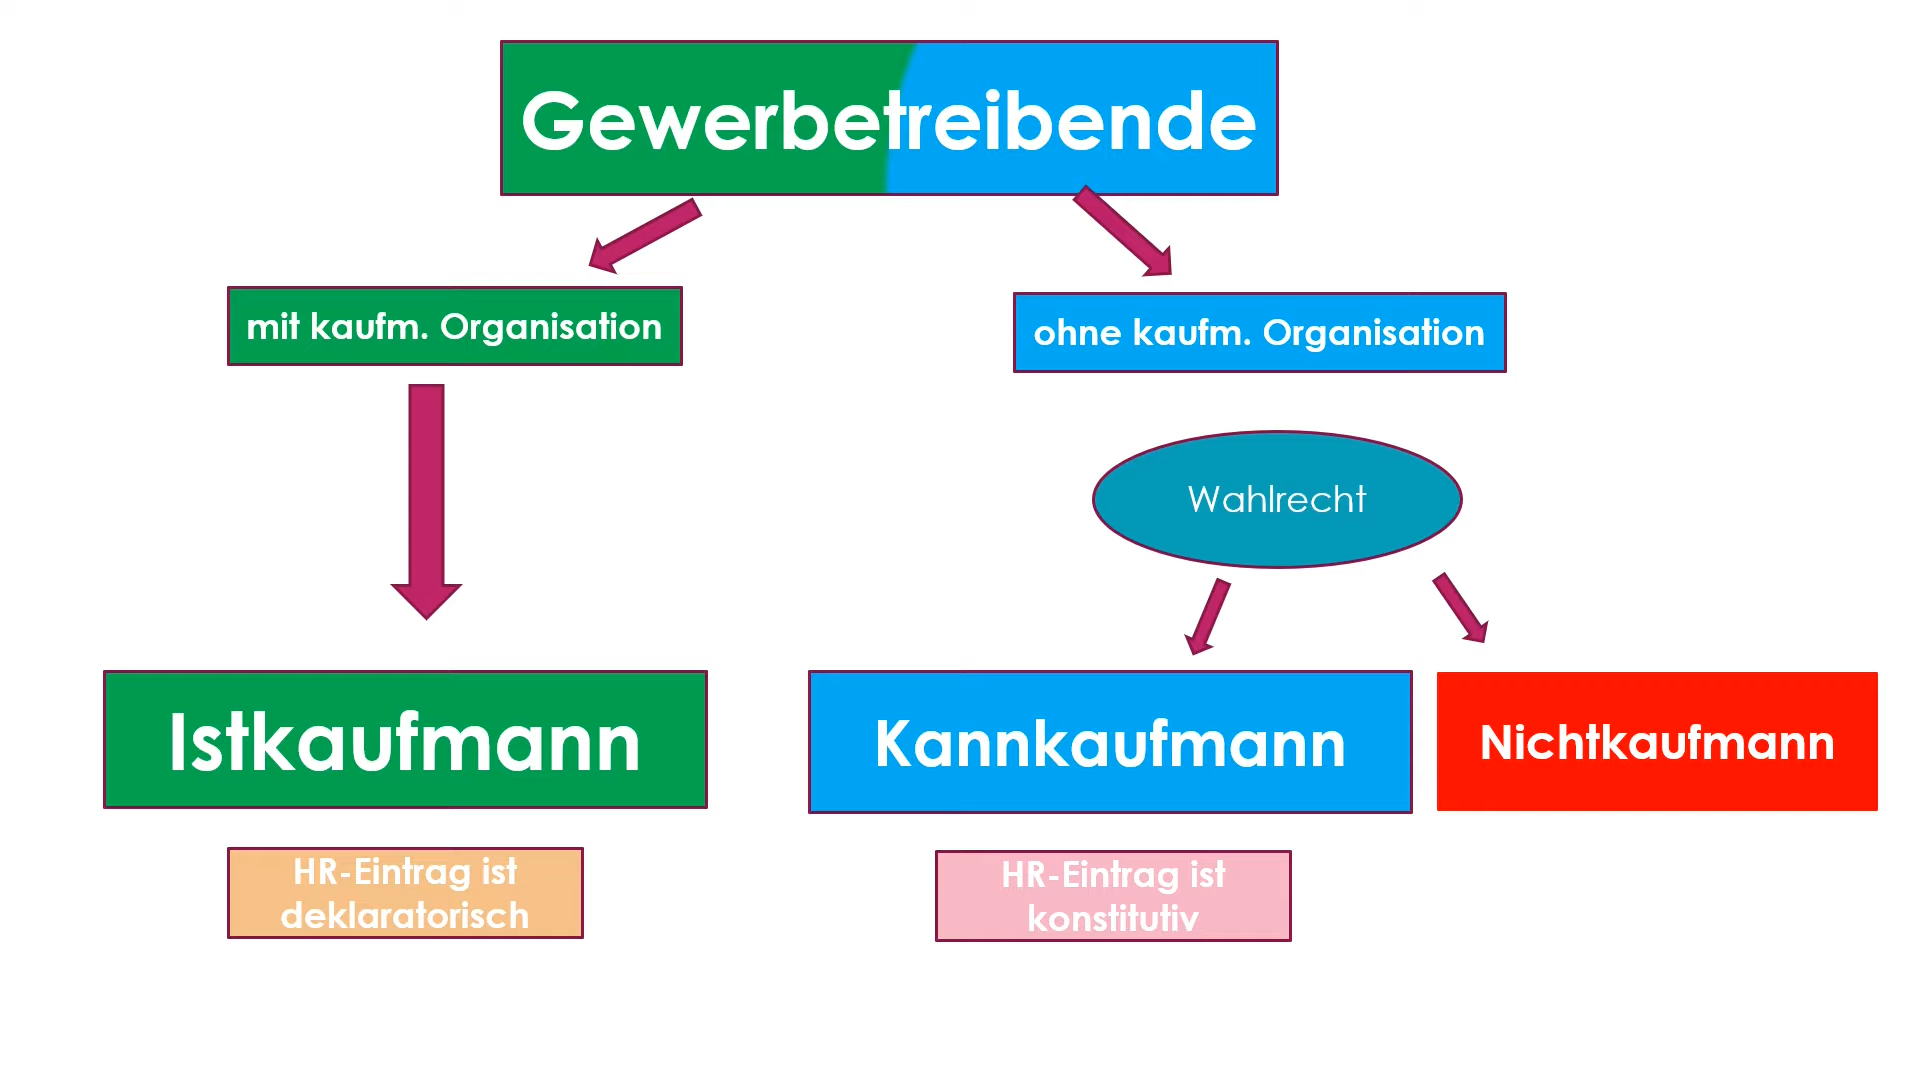 Gewerbetreibende
mit kaufm. Organisation
ohne kaufm. Organisation
Wahlrecht
Istkaufmann
Kannkaufmann
Nichtkaufmann
HR-Eintrag ist
deklaratorisch
HR-Eintrag ist
konstitutiv